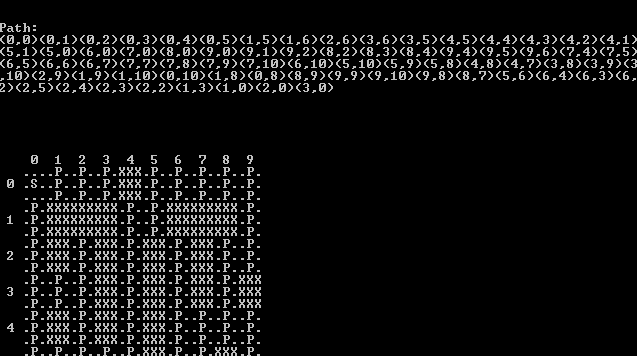 Path:
(0,0)(0,1)(0,2)(0,3)(0,4)(0,5)(1,5)(1,6)(2,6)(3,6)(3,5)(4,5)(4,4)(4,3)(4,2)(4,1)
(5,1)(5,0)(6,0)(7,0)(8,0)(9,0)(9,1)(9,2)(8,2)(8,3)(8,4)(9,4)(9,5)(9,6)(7,4)(7,5)
(6,5)(6,6)(6,7)(7,7)(7,8)(7,9)(7,10)(6,10)(5,10)(5,9)(5,8)(4,8)(4,7)(3,8)(3,9)(3
,10)(2,9)(1,9)(1,10)(0,10)(1,8)(0,8)(8,9)(9,9)(9,10)(9,8)(8,7)(5,6)(6,4)(6,3)(6,
2)(2,5)(2,4)(2,3)(2,2)(1,3)(1,0)(2,0)(3,0)
0  1  2  3  4  5  6  7  8  9
....P..P..P.XXX.P..P..P..P..P.
0 .S..P..P..P.XXX.P..P..P..P..P.
....P..P..P.XXX.P..P..P..P..P.
.P.XXXXXXXXX.P..P.XXXXXXXXX.P.
1 .P.XXXXXXXXX.P..P.XXXXXXXXX.P.
.P.XXXXXXXXX.P..P.XXXXXXXXX.P.
.P.XXX.P.XXX.P.XXX.P.XXX.P..P.
2 .P.XXX.P.XXX.P.XXX.P.XXX.P..P.
.P.XXX.P.XXX.P.XXX.P.XXX.P..P.
.P..P..P.XXX.P.XXX.P.XXX.P.XXX
3 .P..P..P.XXX.P.XXX.P.XXX.P.XXX
.P..P..P.XXX.P.XXX.P.XXX.P.XXX
.P.XXX.P.XXX.P.XXX.P..P..P..P.
4 .P.XXX.P.XXX.P.XXX.P..P..P..P.
.P.XXX.P.XXX.P.XXX.P..P..P..P.
.P..P..P.XXX.P.XXX.P..P.XXX.P.